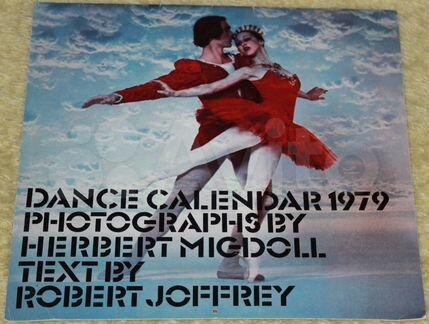 DANCE CALENDAR 1979
PHOTOGRAPHS BY
HERBERT MIGDOLL
TEXT BY
ROBERT JOFFREY